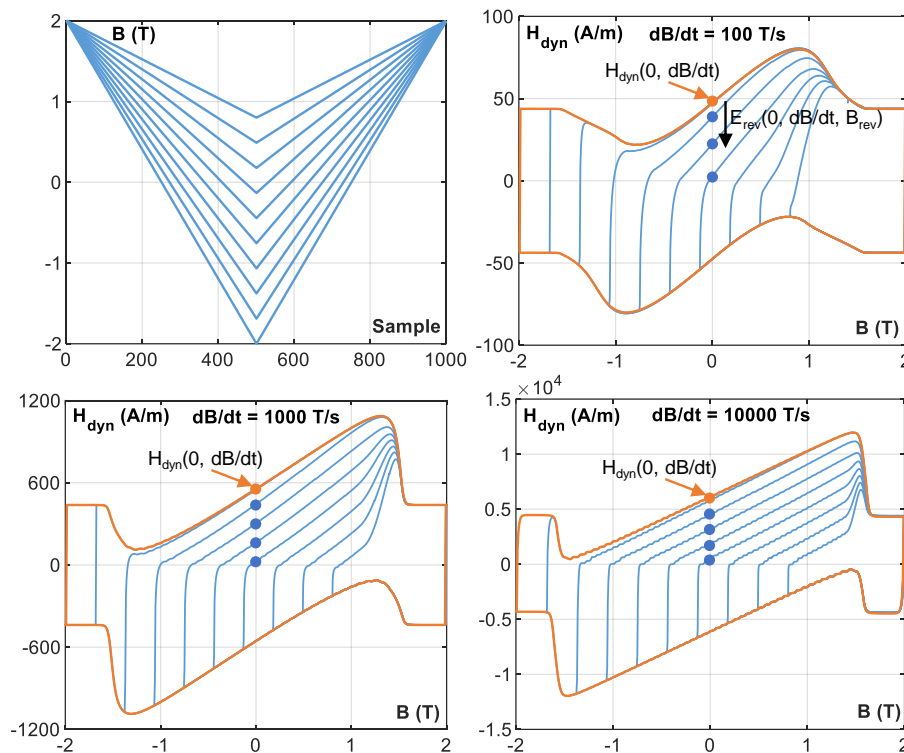 B (T)
2
1
0
-1
-2
0
200
400
600
800
1000
Sample
H_dyn (A/m)
dB/dt = 100 T/s
H_dyn(0, dB/dt)
E_rev(0, dB/dt, B_rev)
100
50
0
-50
-100
-2
-1
0
1
2
B (T)
H_dyn (A/m)
dB/dt = 1000 T/s
H_dyn(0, dB/dt)
1200
600
0
-600
-1200
-2
-1
0
1
2
B (T)
× 10^4
H_dyn (A/m)
dB/dt = 10000 T/s
H_dyn(0, dB/dt)
1.5
1
0.5
0
-0.5
-1
-1.5
-2
-1
0
1
2
B (T)